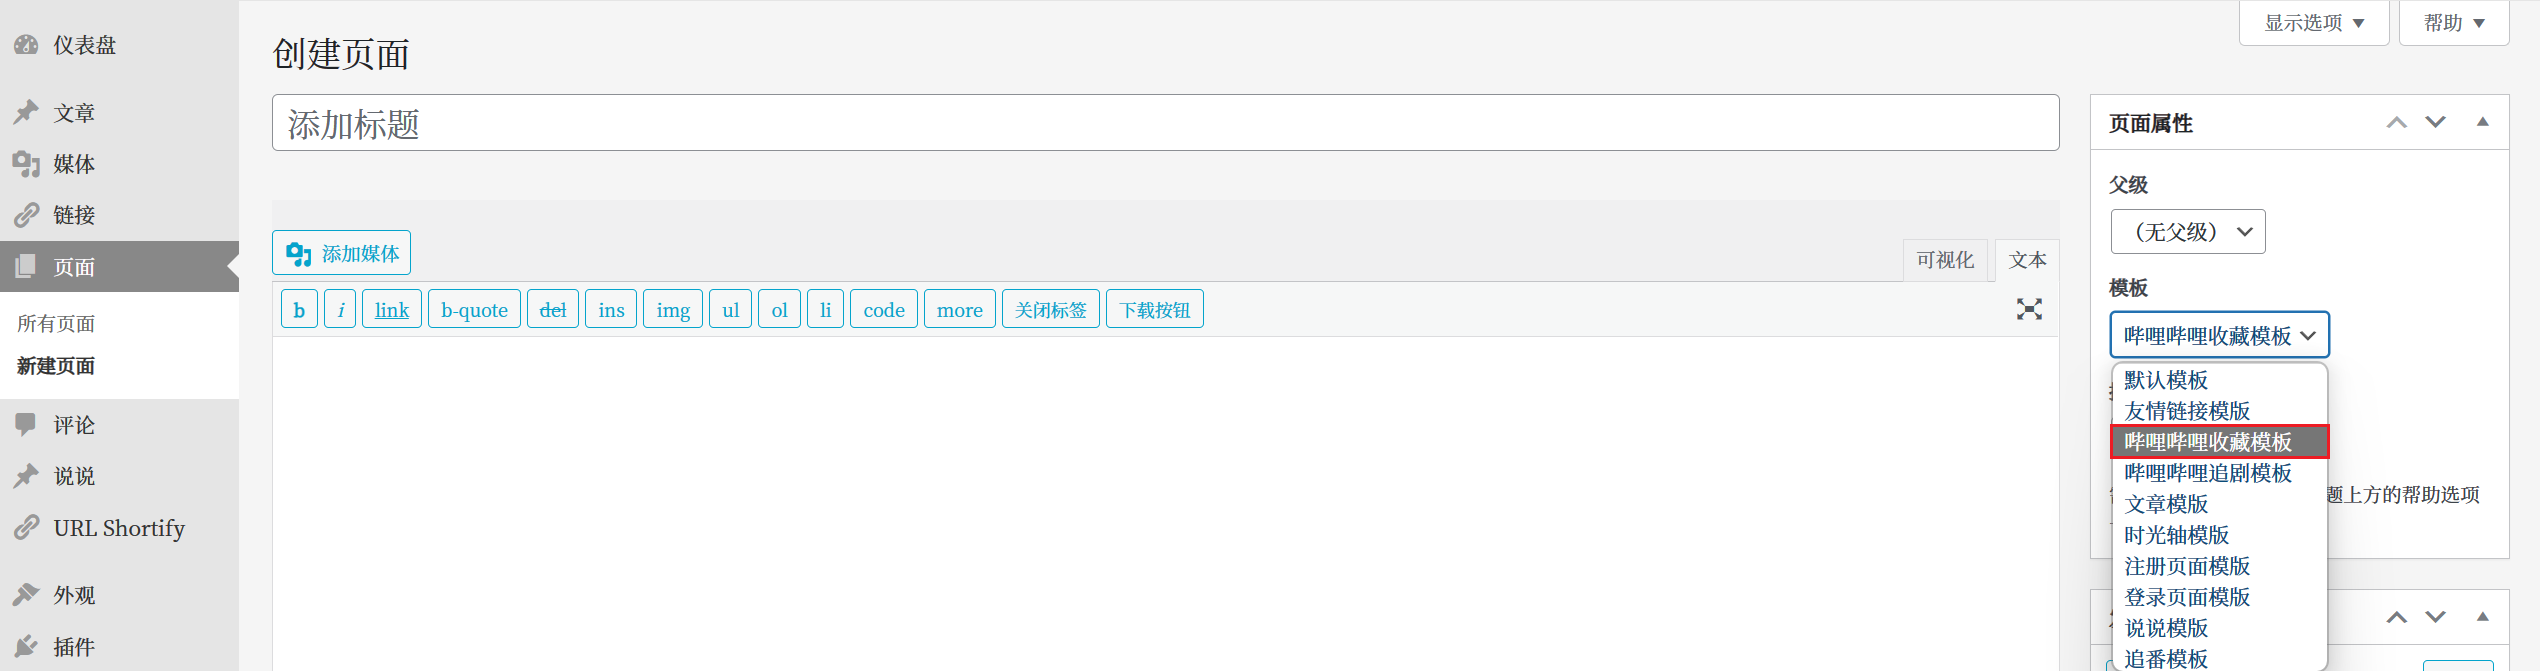 显示选项
帮助
仪表盘
文章
媒体
链接
页面
所有页面
新建页面
评论
说说
URL Shortify
外观
插件
创建页面
添加标题
添加媒体
可视化
文本
b
i
link
b-quote
del
ins
img
ul
ol
li
code
more
关闭标签
下载按钮
页面属性
父级
（无父级）
模板
哔哩哔哩收藏模板
默认模板
友情链接模版
哔哩哔哩收藏模板
哔哩哔哩追剧模板
文章模版
时光轴模版
注册页面模版
登录页面模版
说说模版
追番模板
题上方的帮助选项